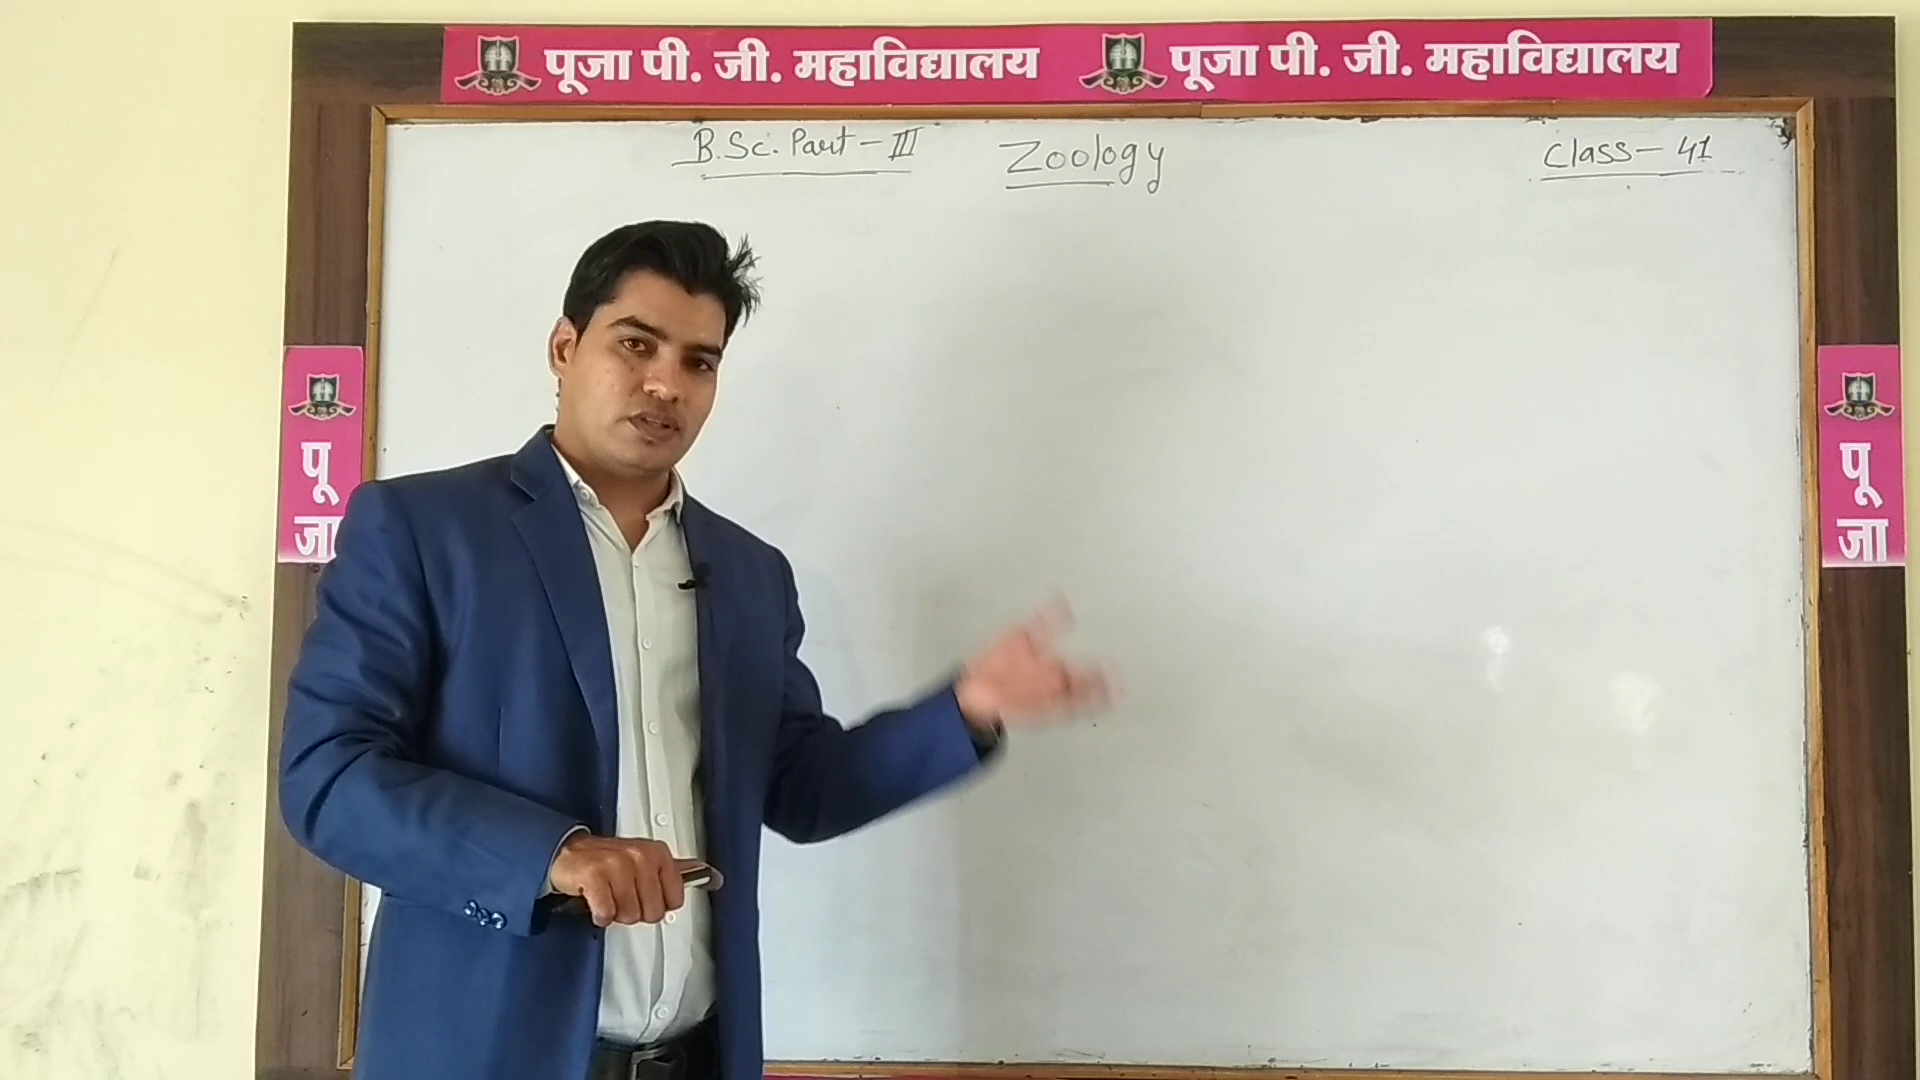 पूजा पी. जी. महाविद्यालय पूजा पी. जी. महाविद्यालय
B.Sc. Part - III Zoology Class - 41
पू
जा
पू
जा